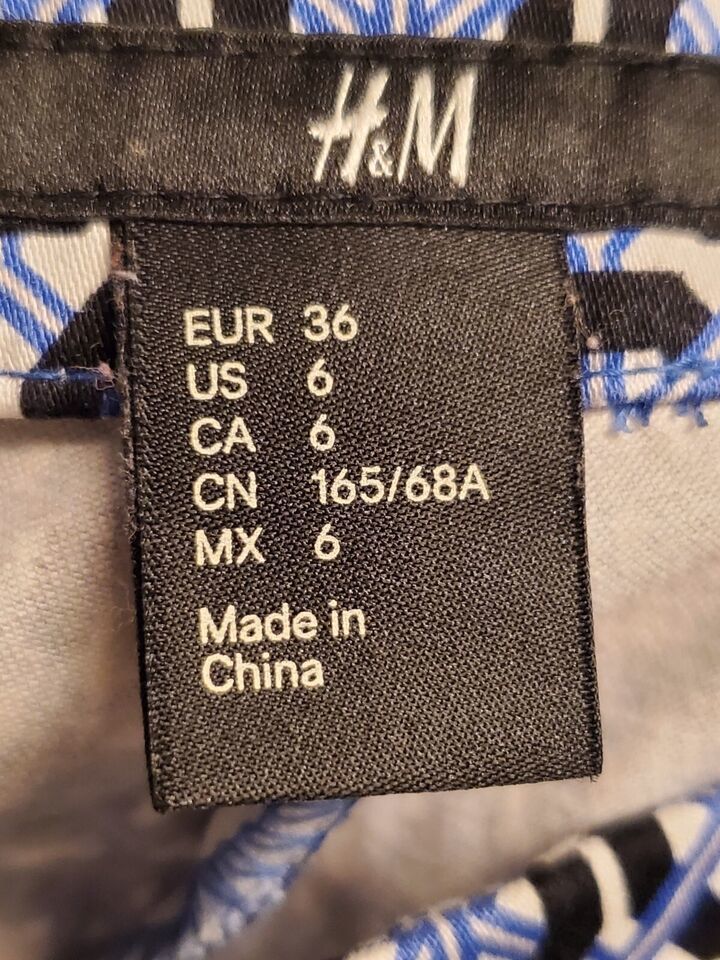 H&M
EUR 36
US 6
CA 6
CN 165/68A
MX 6
Made in
China